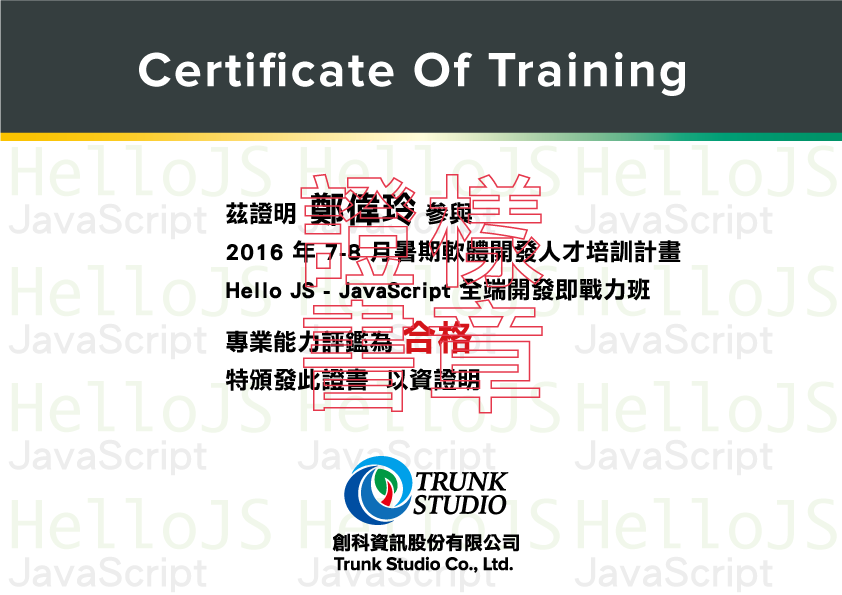 Certificate Of Training
茲證明 鄭偉玲 參與
2016 年 7-8 月暑期軟體開發人才培訓計畫
Hello JS - JavaScript 全端開發即戰力班
專業能力評鑑為 合格
特頒發此證書 以資證明
證樣
書章
TRUNK
STUDIO
創科資訊股份有限公司
Trunk Studio Co., Ltd.
HelloJS HelloJS HelloJS
JavaScript JavaScript JavaScript
HelloJS HelloJS HelloJS
JavaScript JavaScript JavaScript
HelloJS HelloJS HelloJS
JavaScript JavaScript JavaScript
HelloJS HelloJS HelloJS
JavaScript JavaScript JavaScript